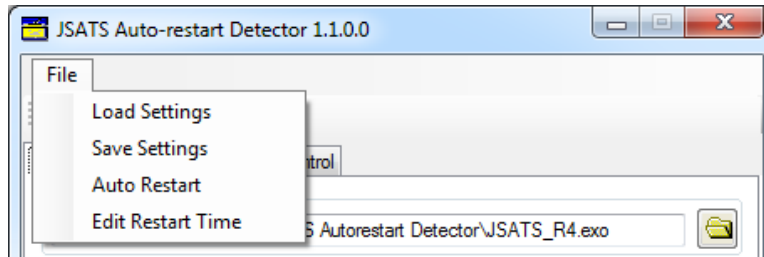 JSATS Auto-restart Detector 1.1.0.0
File
Load Settings
Save Settings
Auto Restart
Edit Restart Time
Autorestart Detector\JSATS_R4.exo